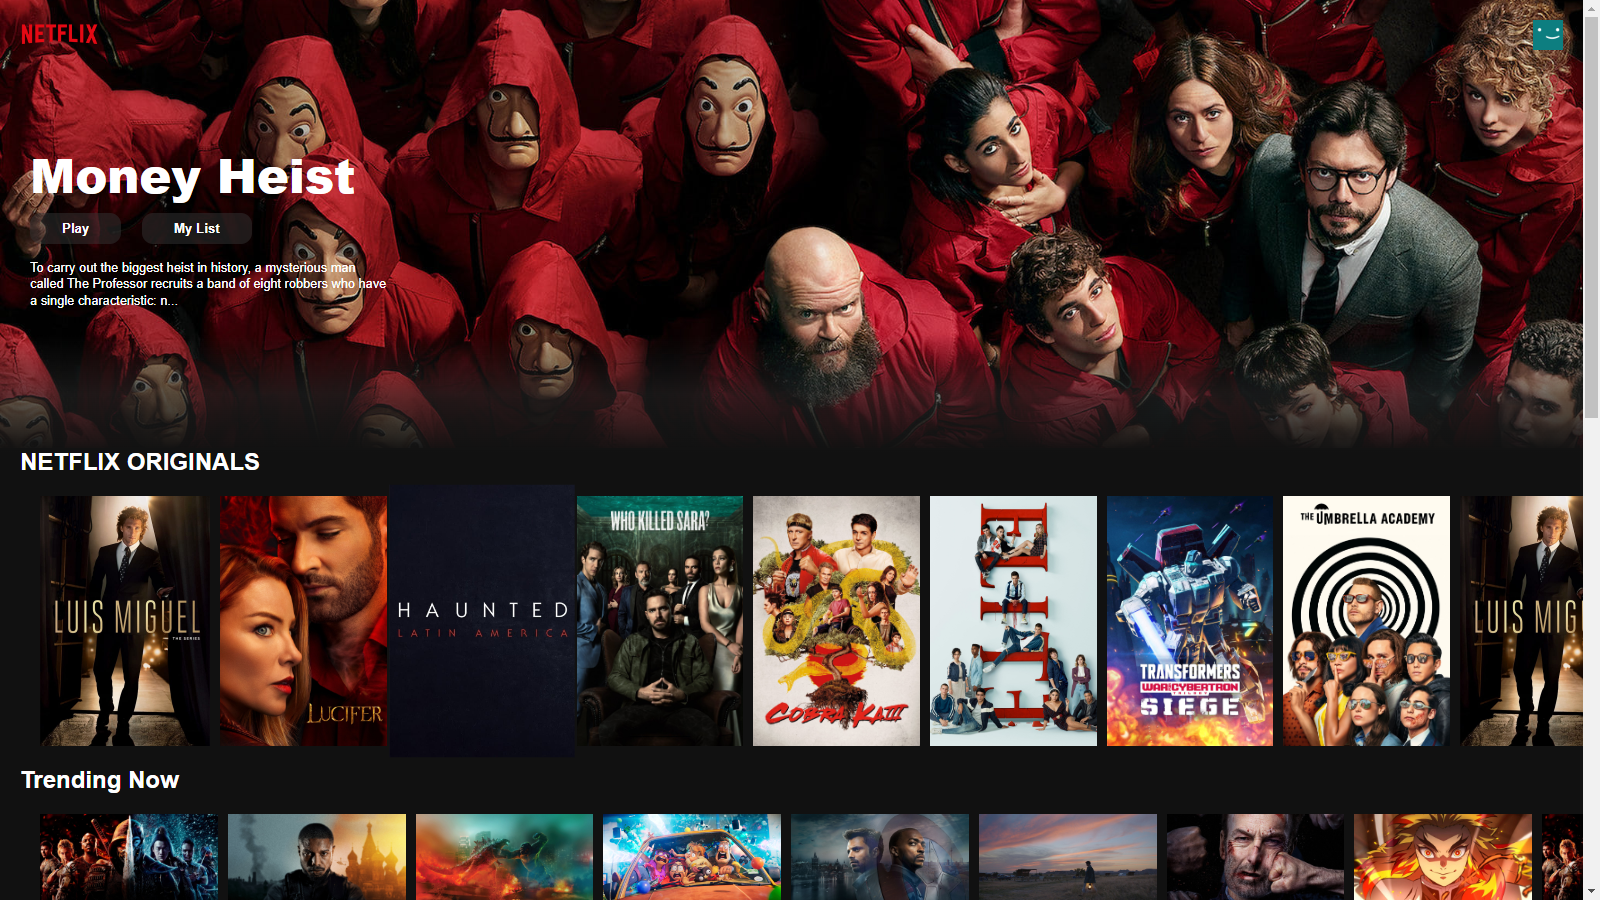 NETFLIX
Money Heist
Play
My List
To carry out the biggest heist in history, a mysterious man
called The Professor recruits a band of eight robbers who have
a single characteristic: n...
NETFLIX ORIGINALS
LUIS MIGUEL
THE SERIES
LUCIFER
HAUNTED
LATIN AMERICA
WHO KILLED SARA?
COBRA KAI III
ELITE
TRANSFORMERS
WAR FOR CYBERTRON
TRILOGY
SIEGE
THE UMBRELLA ACADEMY
LUIS MIG
Trending Now